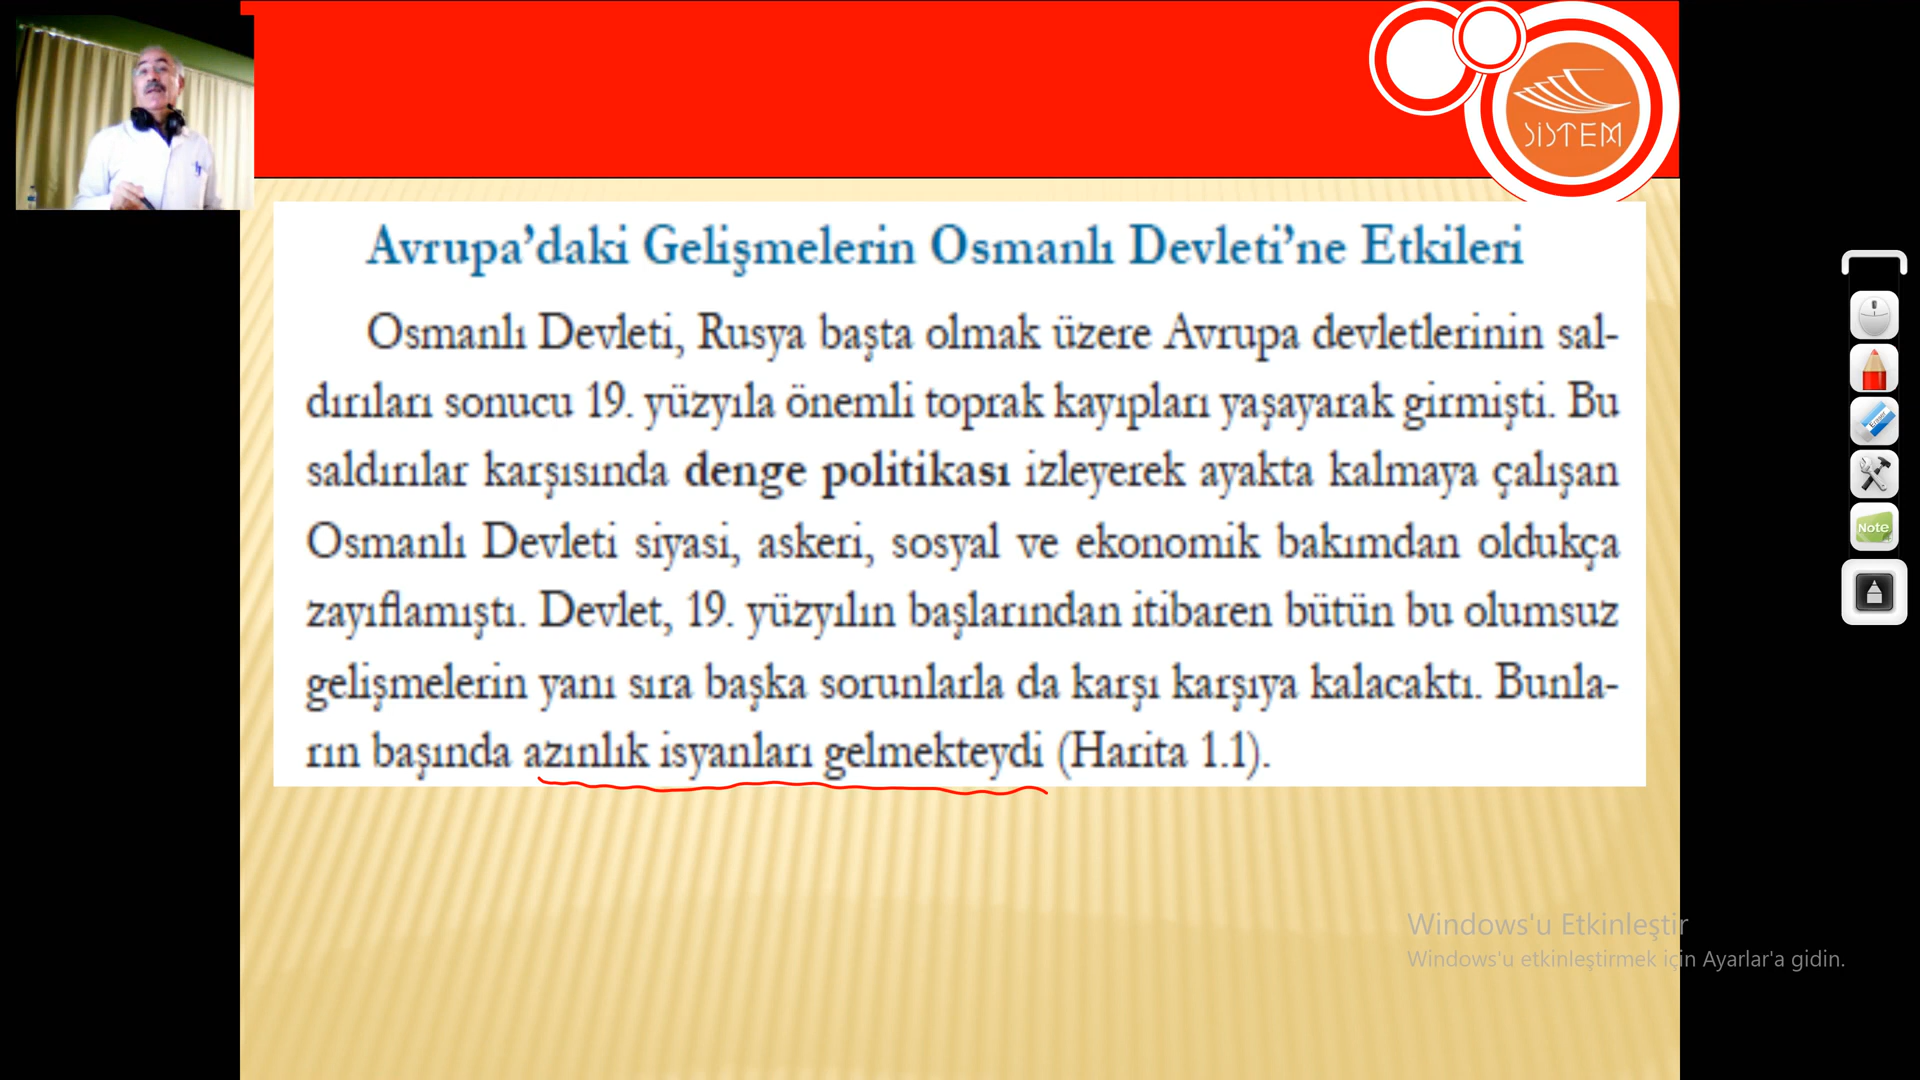 SİSTEM
Avrupa’daki Gelişmelerin Osmanlı Devleti’ne Etkileri
Osmanlı Devleti, Rusya başta olmak üzere Avrupa devletlerinin sal-
dırıları sonucu 19. yüzyıla önemli toprak kayıpları yaşayarak girmişti. Bu
saldırılar karşısında denge politikası izleyerek ayakta kalmaya çalışan
Osmanlı Devleti siyasi, askeri, sosyal ve ekonomik bakımdan oldukça
zayıflamıştı. Devlet, 19. yüzyılın başlarından itibaren bütün bu olumsuz
gelişmelerin yanı sıra başka sorunlarla da karşı karşıya kalacaktı. Bunla-
rın başında azınlık isyanları gelmekteydi (Harita 1.1).
Note
Windows'u Etkinleştir
Windows'u etkinleştirmek için Ayarlar'a gidin.